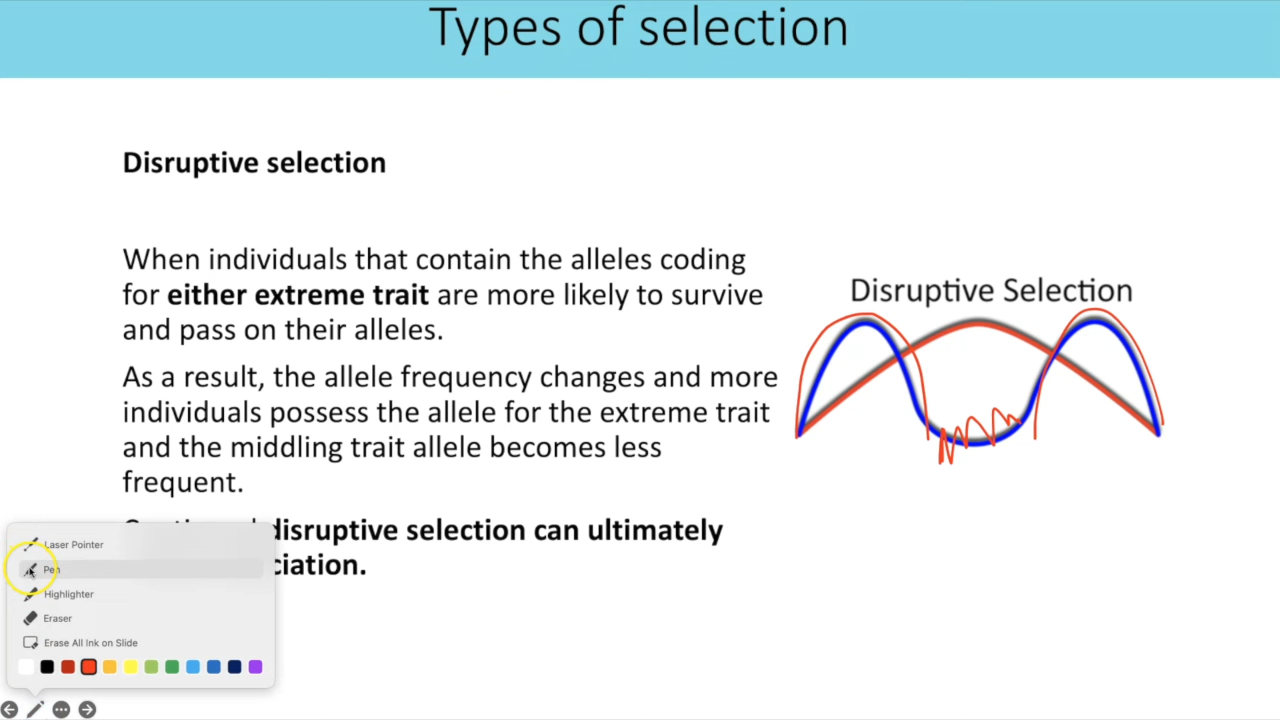 Types of selection
Disruptive selection
When individuals that contain the alleles coding
for either extreme trait are more likely to survive
and pass on their alleles.
Disruptive Selection
As a result, the allele frequency changes and more
individuals possess the allele for the extreme trait
and the middling trait allele becomes less
frequent.
disruptive selection can ultimately
ciation.
Laser Pointer
Pen
Highlighter
Eraser
Erase All Ink on Slide